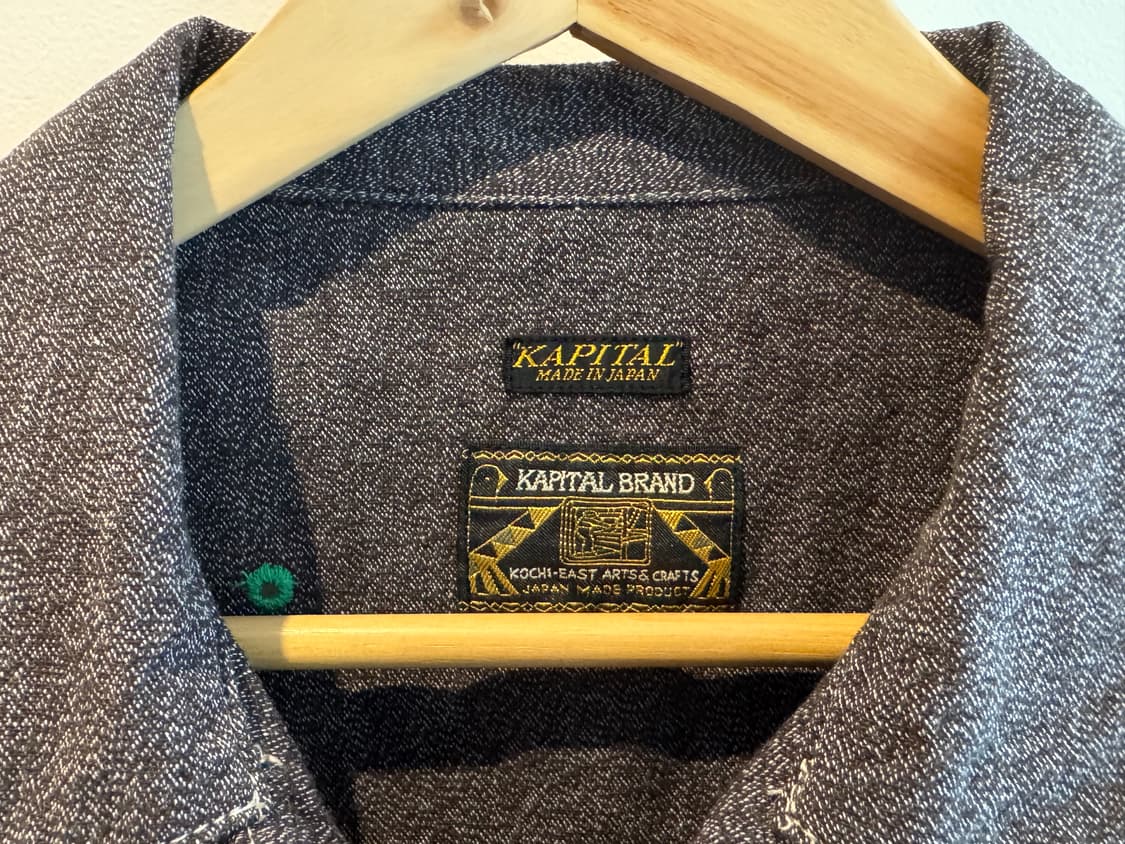 "KAPITAL"
MADE IN JAPAN
KAPITAL BRAND
KOCHI-EAST ARTS & CRAFTS
JAPAN MADE PRODUCT